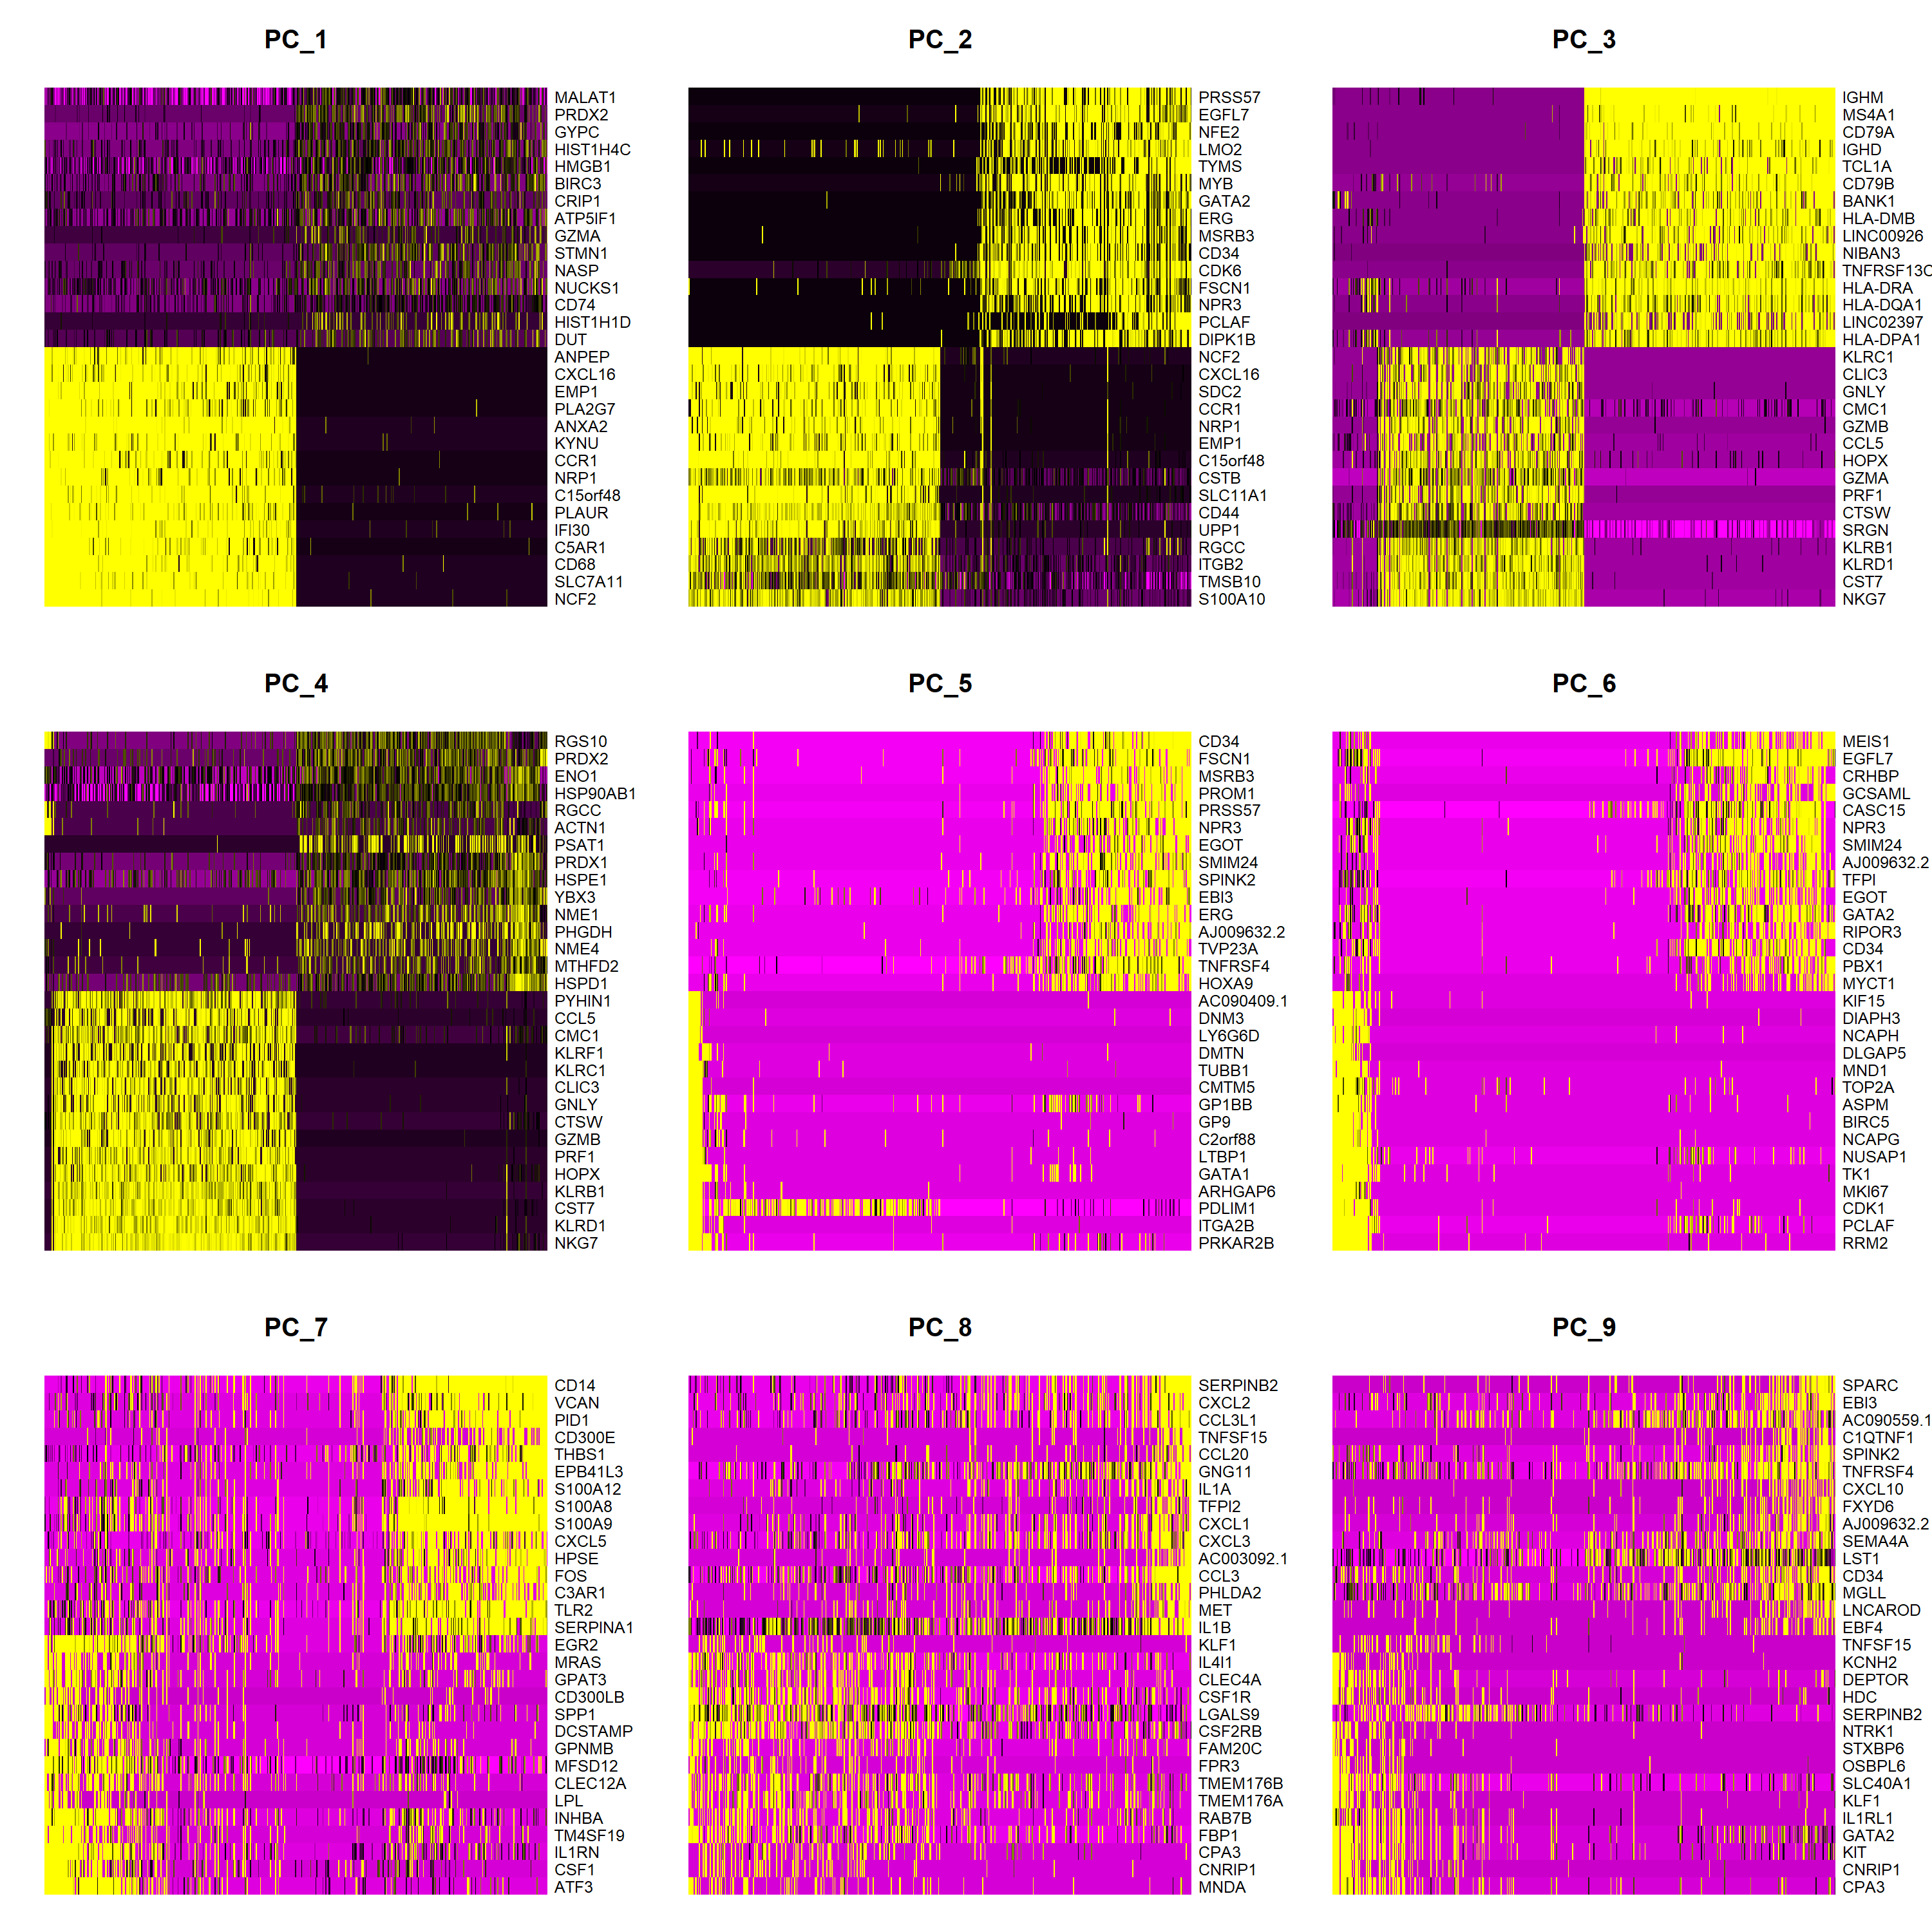 PC_1
MALAT1
PRDX2
GYPC
HIST1H4C
HMGB1
BIRC3
CRIP1
ATP5IF1
GZMA
STMN1
NASP
NUCKS1
CD74
HIST1H1D
DUT
ANPEP
CXCL16
EMP1
PLA2G7
ANXA2
KYNU
CCR1
NRP1
C15orf48
PLAUR
IFI30
C5AR1
CD68
SLC7A11
NCF2
PC_2
PRSS57
EGFL7
NFE2
LMO2
TYMS
MYB
GATA2
ERG
MSRB3
CD34
CDK6
FSCN1
NPR3
PCLAF
DIPK1B
NCF2
CXCL16
SDC2
CCR1
NRP1
EMP1
C15orf48
CSTB
SLC11A1
CD44
UPP1
RGCC
ITGB2
TMSB10
S100A10
PC_3
IGHM
MS4A1
CD79A
IGHD
TCL1A
CD79B
BANK1
HLA-DMB
LINC00926
NIBAN3
TNFRSF13C
HLA-DRA
HLA-DQA1
LINC02397
HLA-DPA1
KLRC1
CLIC3
GNLY
CMC1
GZMB
CCL5
HOPX
GZMA
PRF1
CTSW
SRGN
KLRB1
KLRD1
CST7
NKG7
PC_4
RGS10
PRDX2
ENO1
HSP90AB1
RGCC
ACTN1
PSAT1
PRDX1
HSPE1
YBX3
NME1
PHGDH
NME4
MTHFD2
HSPD1
PYHIN1
CCL5
CMC1
KLRF1
KLRC1
CLIC3
GNLY
CTSW
GZMB
PRF1
HOPX
KLRB1
CST7
KLRD1
NKG7
PC_5
CD34
FSCN1
MSRB3
PROM1
PRSS57
NPR3
EGOT
SMIM24
SPINK2
EBI3
ERG
AJ009632.2
TVP23A
TNFRSF4
HOXA9
AC090409.1
DNM3
LY6G6D
DMTN
TUBB1
CMTM5
GP1BB
GP9
C2orf88
LTBP1
GATA1
ARHGAP6
PDLIM1
ITGA2B
PRKAR2B
PC_6
MEIS1
EGFL7
CRHBP
GCSAML
CASC15
NPR3
SMIM24
AJ009632.2
TFPI
EGOT
GATA2
RIPOR3
CD34
PBX1
MYCT1
KIF15
DIAPH3
NCAPH
DLGAP5
MND1
TOP2A
ASPM
BIRC5
NCAPG
NUSAP1
TK1
MKI67
CDK1
PCLAF
RRM2
PC_7
CD14
VCAN
PID1
CD300E
THBS1
EPB41L3
S100A12
S100A8
S100A9
CXCL5
HPSE
FOS
C3AR1
TLR2
SERPINA1
EGR2
MRAS
GPAT3
CD300LB
SPP1
DCSTAMP
GPNMB
MFSD12
CLEC12A
LPL
INHBA
TM4SF19
IL1RN
CSF1
ATF3
PC_8
SERPINB2
CXCL2
CCL3L1
TNFSF15
CCL20
GNG11
IL1A
TFPI2
CXCL1
CXCL3
AC003092.1
CCL3
PHLDA2
MET
IL1B
KLF1
IL4I1
CLEC4A
CSF1R
LGALS9
CSF2RB
FAM20C
FPR3
TMEM176B
TMEM176A
RAB7B
FBP1
CPA3
CNRIP1
MNDA
PC_9
SPARC
EBI3
AC090559.1
C1QTNF1
SPINK2
TNFRSF4
CXCL10
FXYD6
AJ009632.2
SEMA4A
LST1
CD34
MGLL
LNCAROD
EBF4
TNFSF15
KCNH2
DEPTOR
HDC
SERPINB2
NTRK1
STXBP6
OSBPL6
SLC40A1
KLF1
IL1RL1
GATA2
KIT
CNRIP1
CPA3